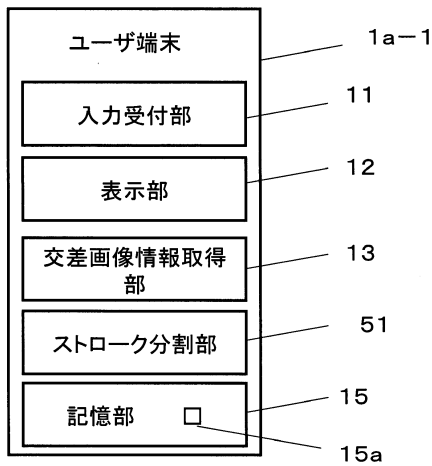 ユーザ端末
1a-1
入力受付部
11
表示部
12
交差画像情報取得
部
13
ストローク分割部
51
記憶部
15
15a